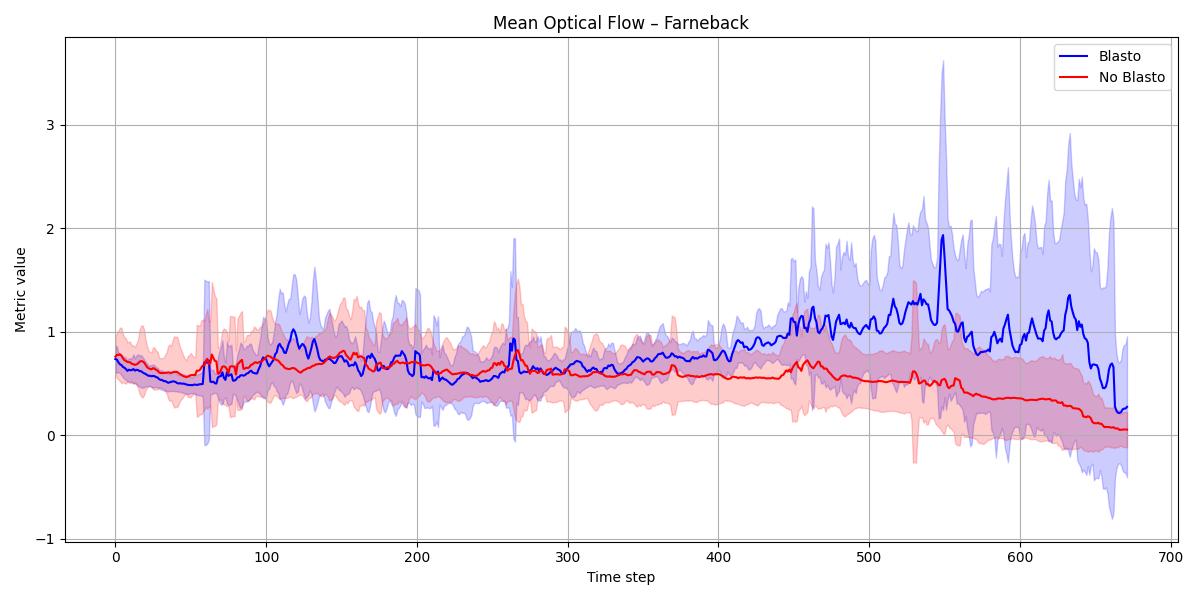 Mean Optical Flow – Farneback
Blasto
No Blasto
Metric value
3
2
1
0
−1
0 100 200 300 400 500 600 700
Time step